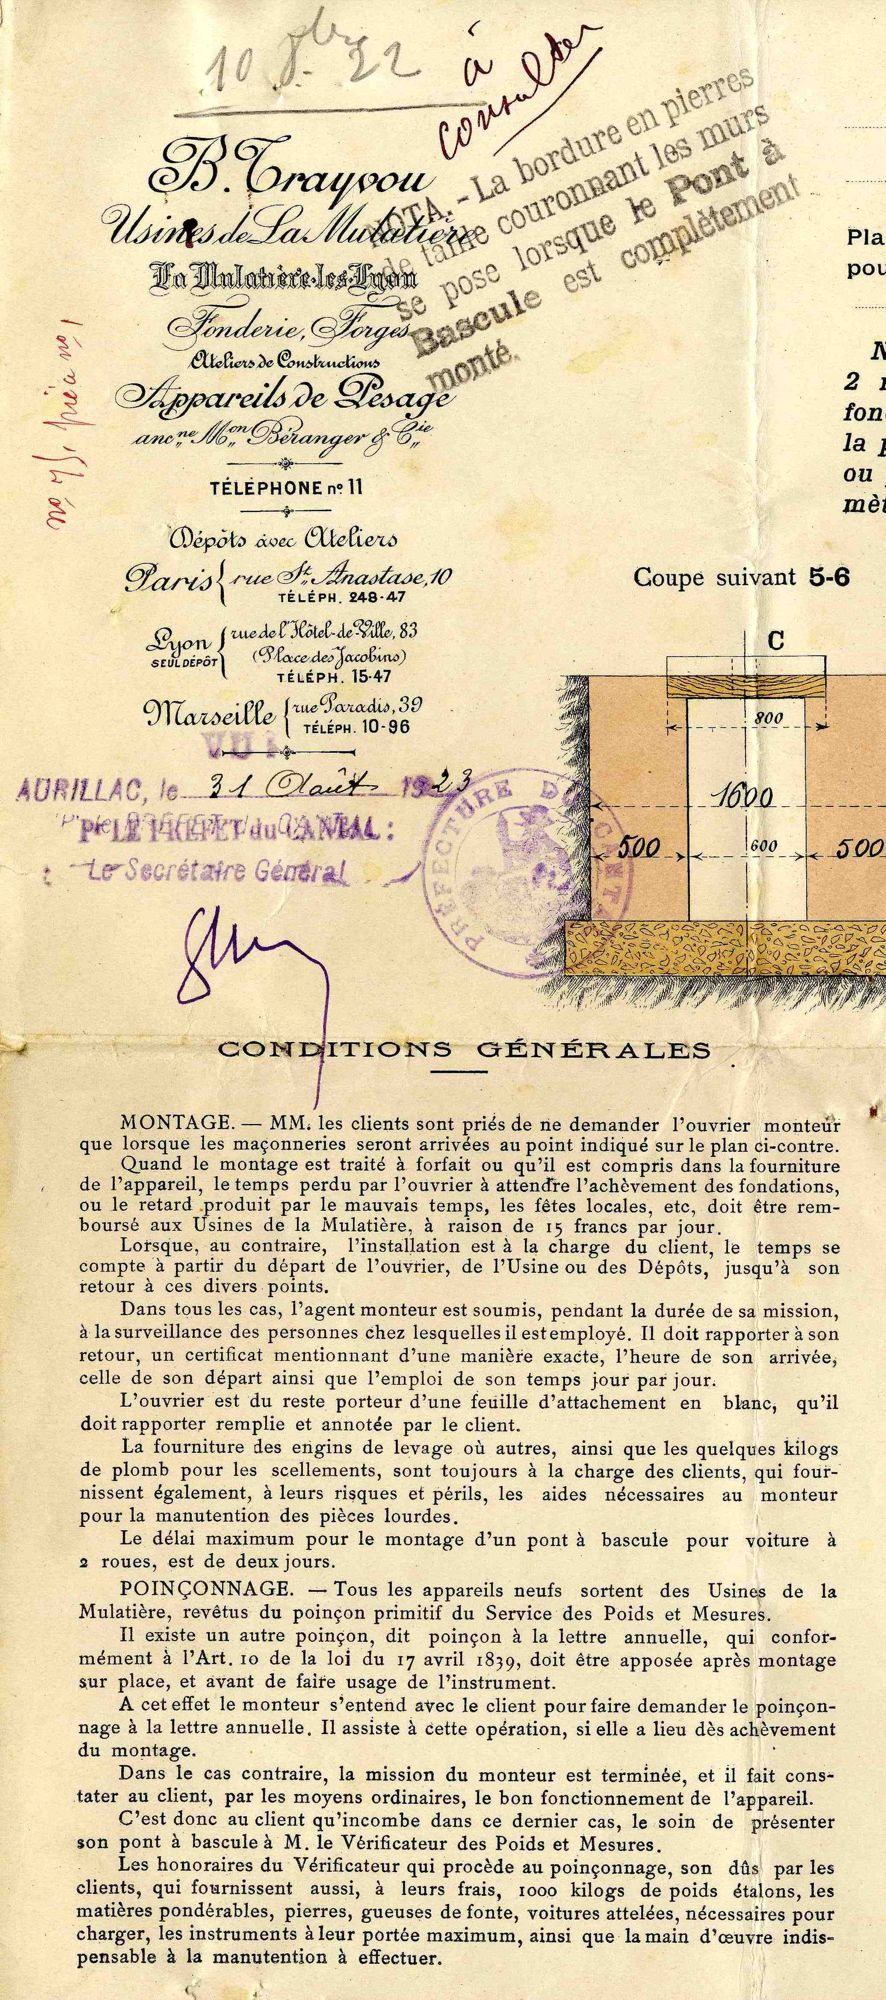 10 22
à
consulter
B. Trayvou
Usines de La Mulatière
La Mulatière-les-Lyon
Fonderie, Forges
Ateliers de Constructions
Appareils de Pesage
ancne Mon Béranger & Cie
TÉLÉPHONE nº 11
Dépôts avec Ateliers
Paris { rue St Anastase, 10
TÉLÉPH. 248-47
Lyon { rue de l'Hôtel-de-Ville, 83
SEUL DÉPÔT (Place des Jacobins)
TÉLÉPH. 15-47
Marseille { rue Paradis, 39
TÉLÉPH. 10-96
NOTA. - La bordure en pierres
de taille couronnant les murs
se pose lorsque le Pont à
Bascule est complètement
monté.
nº 75, pièce nº 1
VU :
AURILLAC, le 31 Août 1923
Pr LE PRÉFET du CANTAL :
Le Secrétaire Général
PRÉFECTURE DU CANTAL
Pla
pou
N
2
fon
la p
ou
mèt
Coupe suivant 5-6
C
800
1600
500 600 500
CONDITIONS GÉNÉRALES
MONTAGE. — MM. les clients sont priés de ne demander l'ouvrier monteur
que lorsque les maçonneries seront arrivées au point indiqué sur le plan ci-contre.
Quand le montage est traité à forfait ou qu'il est compris dans la fourniture
de l'appareil, le temps perdu par l'ouvrier à attendre l'achèvement des fondations,
ou le retard produit par le mauvais temps, les fêtes locales, etc, doit être rem-
boursé aux Usines de la Mulatière, à raison de 15 francs par jour.
Lorsque, au contraire, l'installation est à la charge du client, le temps se
compte à partir du départ de l'ouvrier, de l'Usine ou des Dépôts, jusqu'à son
retour à ces divers points.
Dans tous les cas, l'agent monteur est soumis, pendant la durée de sa mission,
à la surveillance des personnes chez lesquelles il est employé. Il doit rapporter à son
retour, un certificat mentionnant d'une manière exacte, l'heure de son arrivée,
celle de son départ ainsi que l'emploi de son temps jour par jour.
L'ouvrier est du reste porteur d'une feuille d'attachement en blanc, qu'il
doit rapporter remplie et annotée par le client.
La fourniture des engins de levage où autres, ainsi que les quelques kilogs
de plomb pour les scellements, sont toujours à la charge des clients, qui four-
nissent également, à leurs risques et périls, les aides nécessaires au monteur
pour la manutention des pièces lourdes.
Le délai maximum pour le montage d'un pont à bascule pour voiture à
2 roues, est de deux jours.
POINÇONNAGE. — Tous les appareils neufs sortent des Usines de la
Mulatière, revêtus du poinçon primitif du Service des Poids et Mesures.
Il existe un autre poinçon, dit poinçon à la lettre annuelle, qui confor-
mément à l'Art. 10 de la loi du 17 avril 1839, doit être apposée après montage
sur place, et avant de faire usage de l'instrument.
A cet effet le monteur s'entend avec le client pour faire demander le poinçon-
nage à la lettre annuelle. Il assiste à cette opération, si elle a lieu dès achèvement
du montage.
Dans le cas contraire, la mission du monteur est terminée, et il fait cons-
tater au client, par les moyens ordinaires, le bon fonctionnement de l'appareil.
C'est donc au client qu'incombe dans ce dernier cas, le soin de présenter
son pont à bascule à M. le Vérificateur des Poids et Mesures.
Les honoraires du Vérificateur qui procède au poinçonnage, son dûs par les
clients, qui fournissent aussi, à leurs frais, 1000 kilogs de poids étalons, les
matières pondérables, pierres, gueuses de fonte, voitures attelées, nécessaires pour
charger, les instruments à leur portée maximum, ainsi que la main d'œuvre indis-
pensable à la manutention à effectuer.